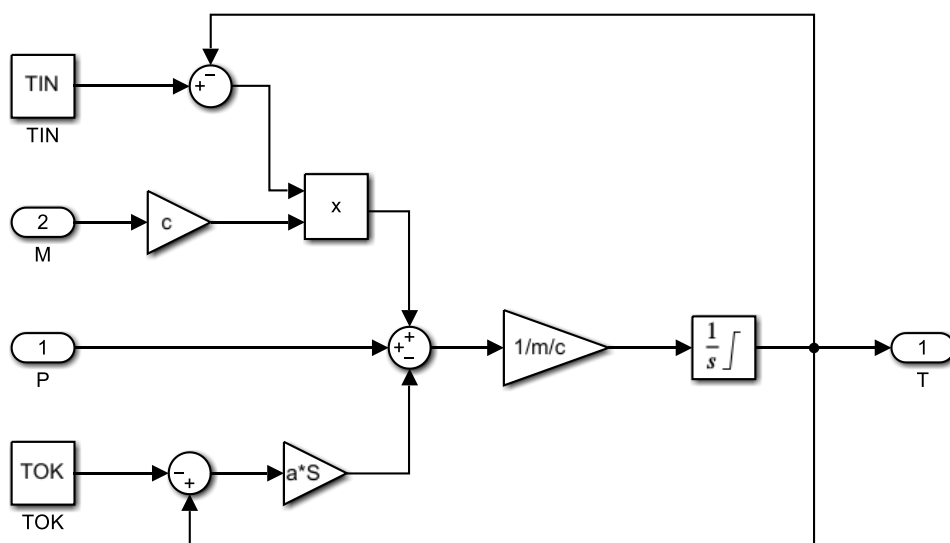 TIN
+
−
TIN
2
M
c
x
1
P
+
+
−
1/m/c
1
s
1
T
TOK
TOK
−
+
a*S